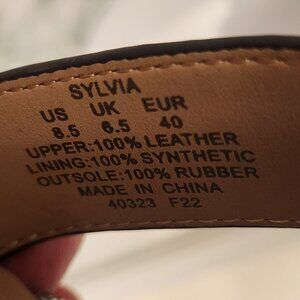 SYLVIA
US UK EUR
8.5 6.5 40
UPPER:100% LEATHER
LINING:100% SYNTHETIC
OUTSOLE:100% RUBBER
MADE IN CHINA
40323 F22